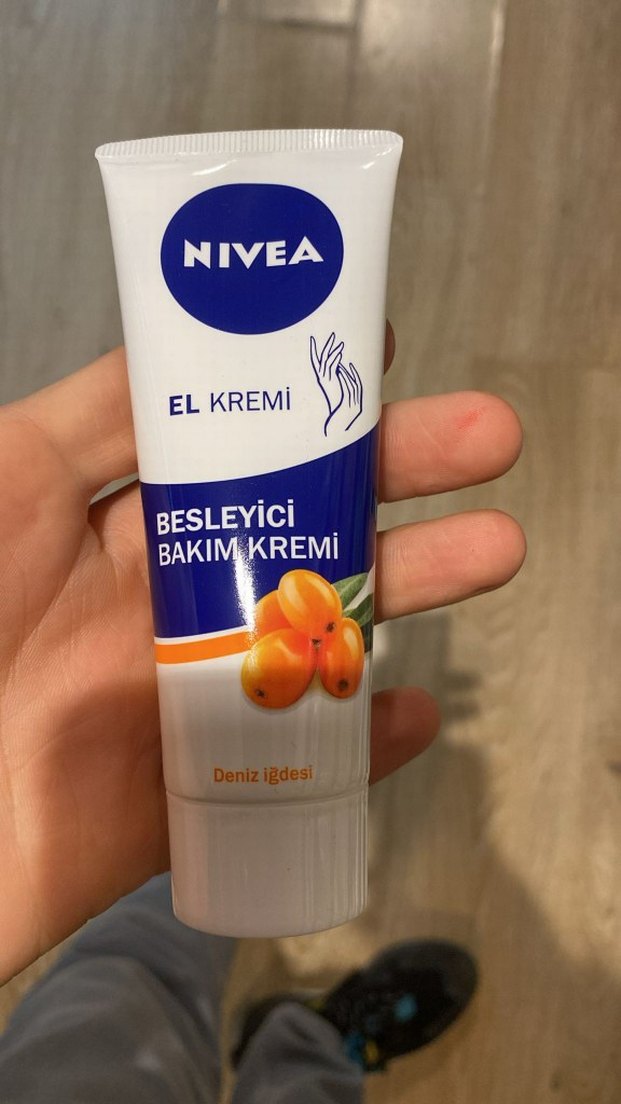 NIVEA
EL KREMİ
BESLEYİCİ
BAKIM KREMİ
Deniz iğdesi